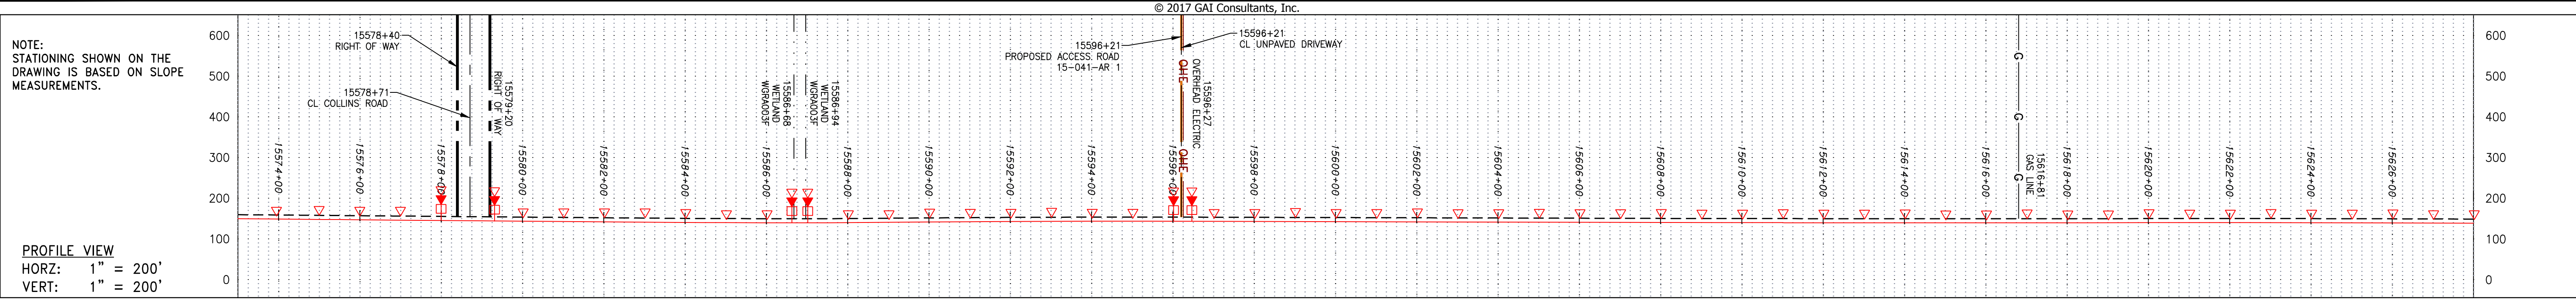 © 2017 GAI Consultants, Inc.
NOTE:
STATIONING SHOWN ON THE
DRAWING IS BASED ON SLOPE
MEASUREMENTS.
PROFILE VIEW
HORZ: 1" = 200'
VERT: 1" = 200'
600
500
400
300
200
100
0
15578+40
RIGHT OF WAY
15578+71
CL COLLINS ROAD
15579+20
RIGHT OF WAY
15586+68
WETLAND
WGRA003F
15586+94
WETLAND
WGRA003F
15596+21
PROPOSED ACCESS ROAD
15-041-AR 1
15596+21
CL UNPAVED DRIVEWAY
OHE
OHE
15596+27
OVERHEAD ELECTRIC
G
G
G
15616+81
GAS LINE
15574+00
15576+00
15578+00
15580+00
15582+00
15584+00
15586+00
15588+00
15590+00
15592+00
15594+00
15596+00
15598+00
15600+00
15602+00
15604+00
15606+00
15608+00
15610+00
15612+00
15614+00
15616+00
15618+00
15620+00
15622+00
15624+00
15626+00
600
500
400
300
200
100
0